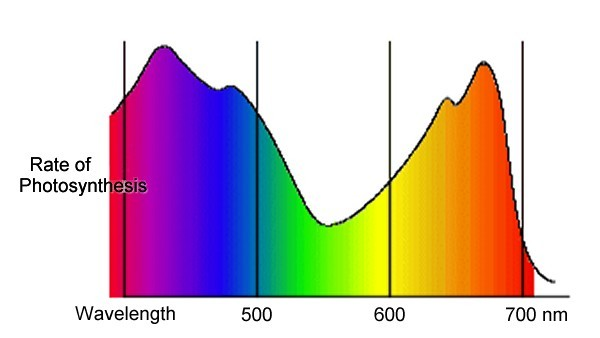 Rate of
Photosynthesis
Wavelength 500 600 700 nm